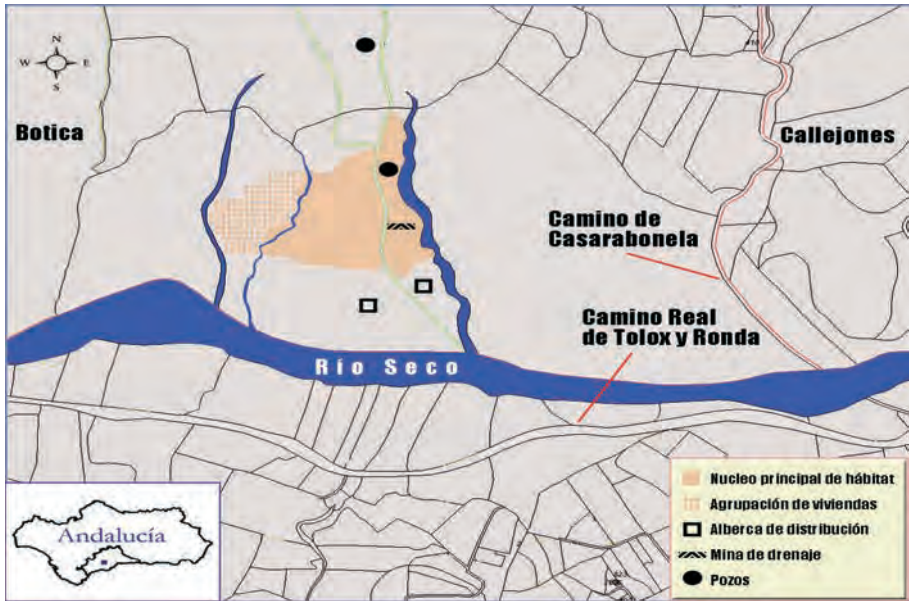 N
W E
S
Botica
Callejones
Camino de
Casarabonela
Camino Real
de Tolox y Ronda
Río Seco
Andalucía
Nucleo principal de hábitat
Agrupación de viviendas
Alberca de distribución
Mina de drenaje
Pozos